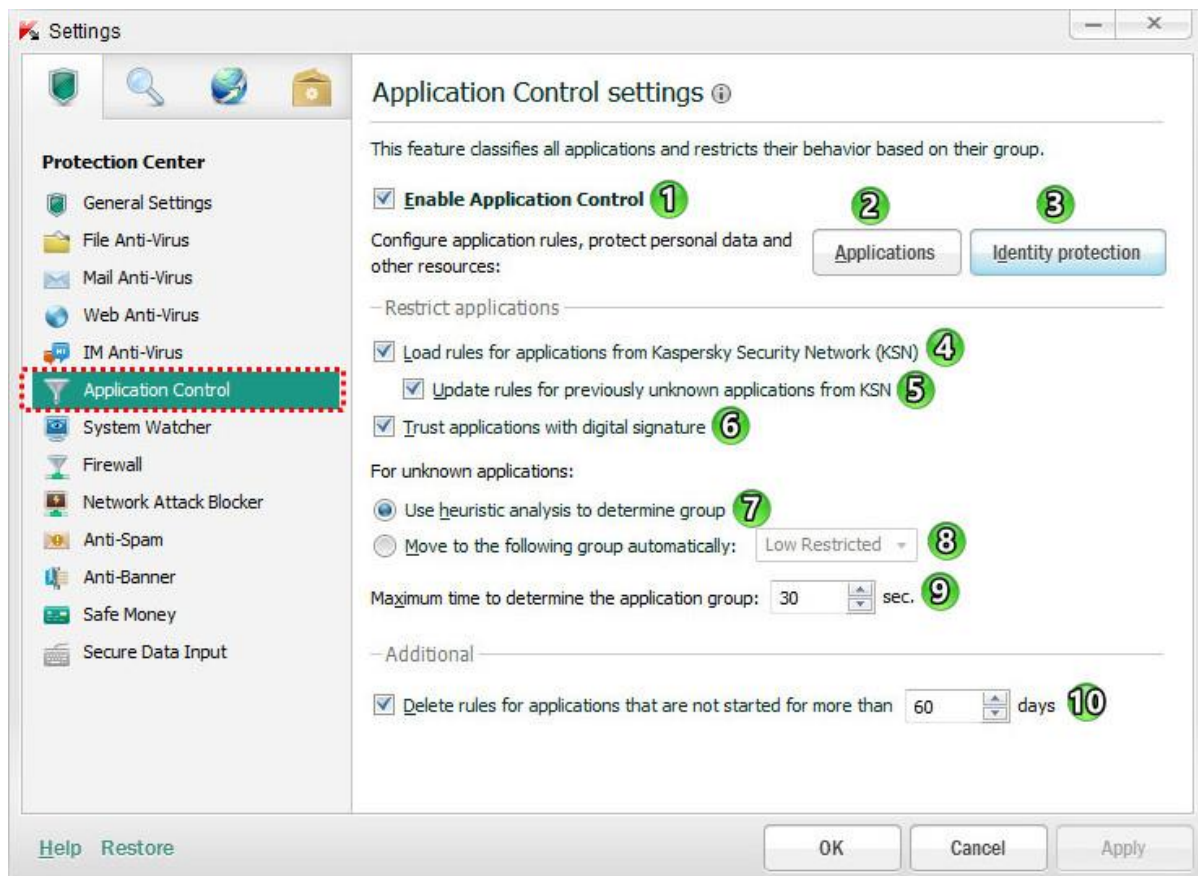 Settings
Application Control settings
Protection Center
General Settings
File Anti-Virus
Mail Anti-Virus
Web Anti-Virus
IM Anti-Virus
Application Control
System Watcher
Firewall
Network Attack Blocker
Anti-Spam
Anti-Banner
Safe Money
Secure Data Input
This feature classifies all applications and restricts their behavior based on their group.
Enable Application Control 1
2 3
Configure application rules, protect personal data and
other resources:
Applications Identity protection
Restrict applications
Load rules for applications from Kaspersky Security Network (KSN) 4
Update rules for previously unknown applications from KSN 5
Trust applications with digital signature 6
For unknown applications:
Use heuristic analysis to determine group 7
Move to the following group automatically: Low Restricted 8
Maximum time to determine the application group: 30 sec. 9
Additional
Delete rules for applications that are not started for more than 60 days 10
Help Restore OK Cancel Apply